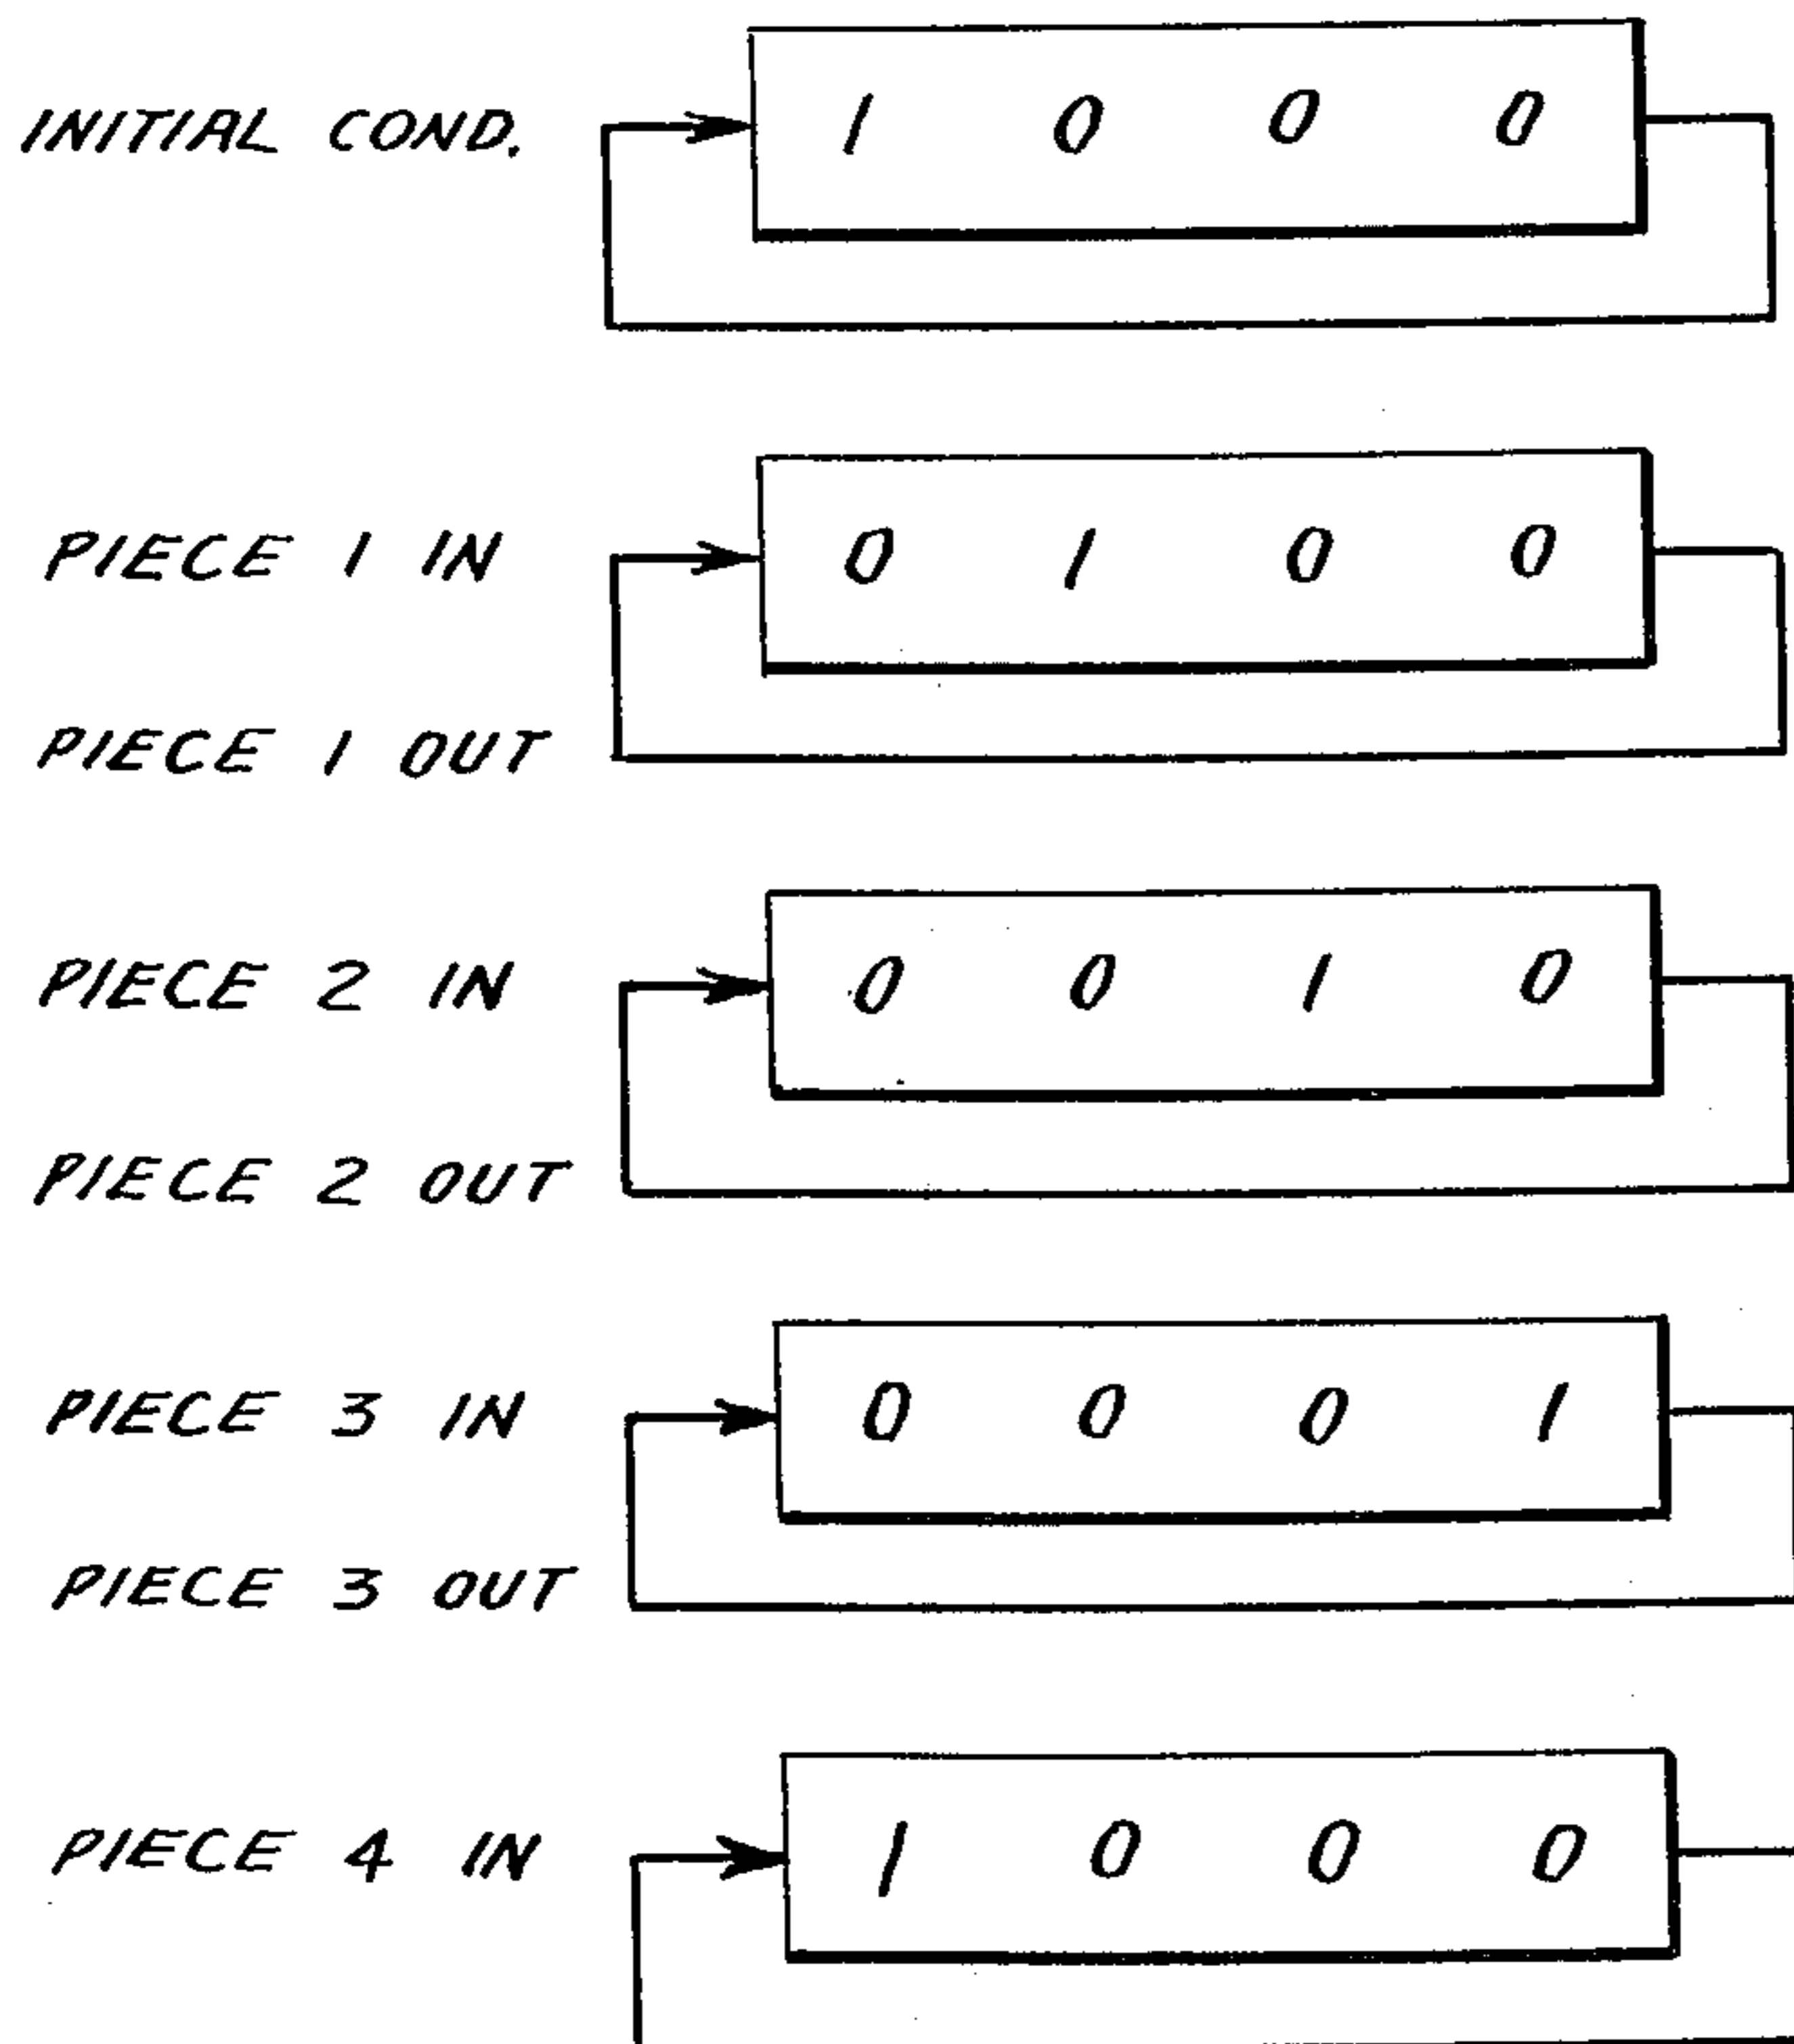 INITIAL COND. 1 0 0 0
PIECE 1 IN 0 1 0 0
PIECE 1 OUT
PIECE 2 IN 0 0 1 0
PIECE 2 OUT
PIECE 3 IN 0 0 0 1
PIECE 3 OUT
PIECE 4 IN 1 0 0 0